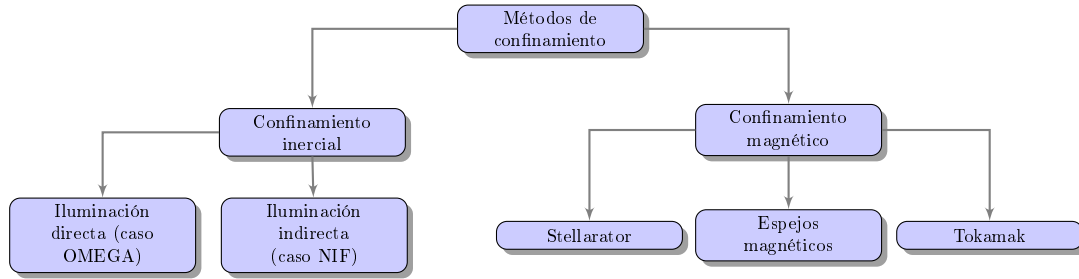 Métodos de
confinamiento
Confinamiento
inercial
Confinamiento
magnético
Iluminación
directa (caso
OMEGA)
Iluminación
indirecta
(caso NIF)
Stellarator
Espejos
magnéticos
Tokamak